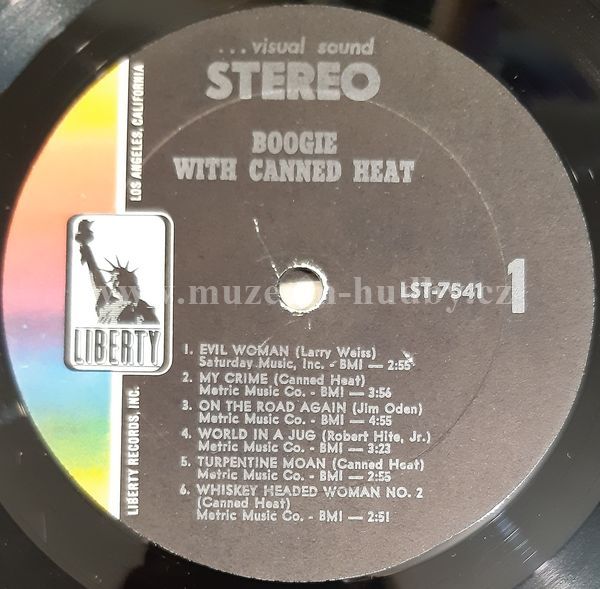 ...visual sound
STEREO
BOOGIE
WITH CANNED HEAT
LOS ANGELES, CALIFORNIA
LIBERTY
LIBERTY RECORDS, INC.
www.muzeum-hudby.cz
LST-7541
1
1. EVIL WOMAN (Larry Weiss)
Saturday Music, Inc. - BMI — 2:55
2. MY CRIME (Canned Heat)
Metric Music Co. - BMI — 3:56
3. ON THE ROAD AGAIN (Jim Oden)
Metric Music Co. - BMI — 4:55
4. WORLD IN A JUG (Robert Hite, Jr.)
Metric Music Co. - BMI — 3:23
5. TURPENTINE MOAN (Canned Heat)
Metric Music Co. - BMI — 2:55
6. WHISKEY HEADED WOMAN NO. 2
(Canned Heat)
Metric Music Co. - BMI — 2:51